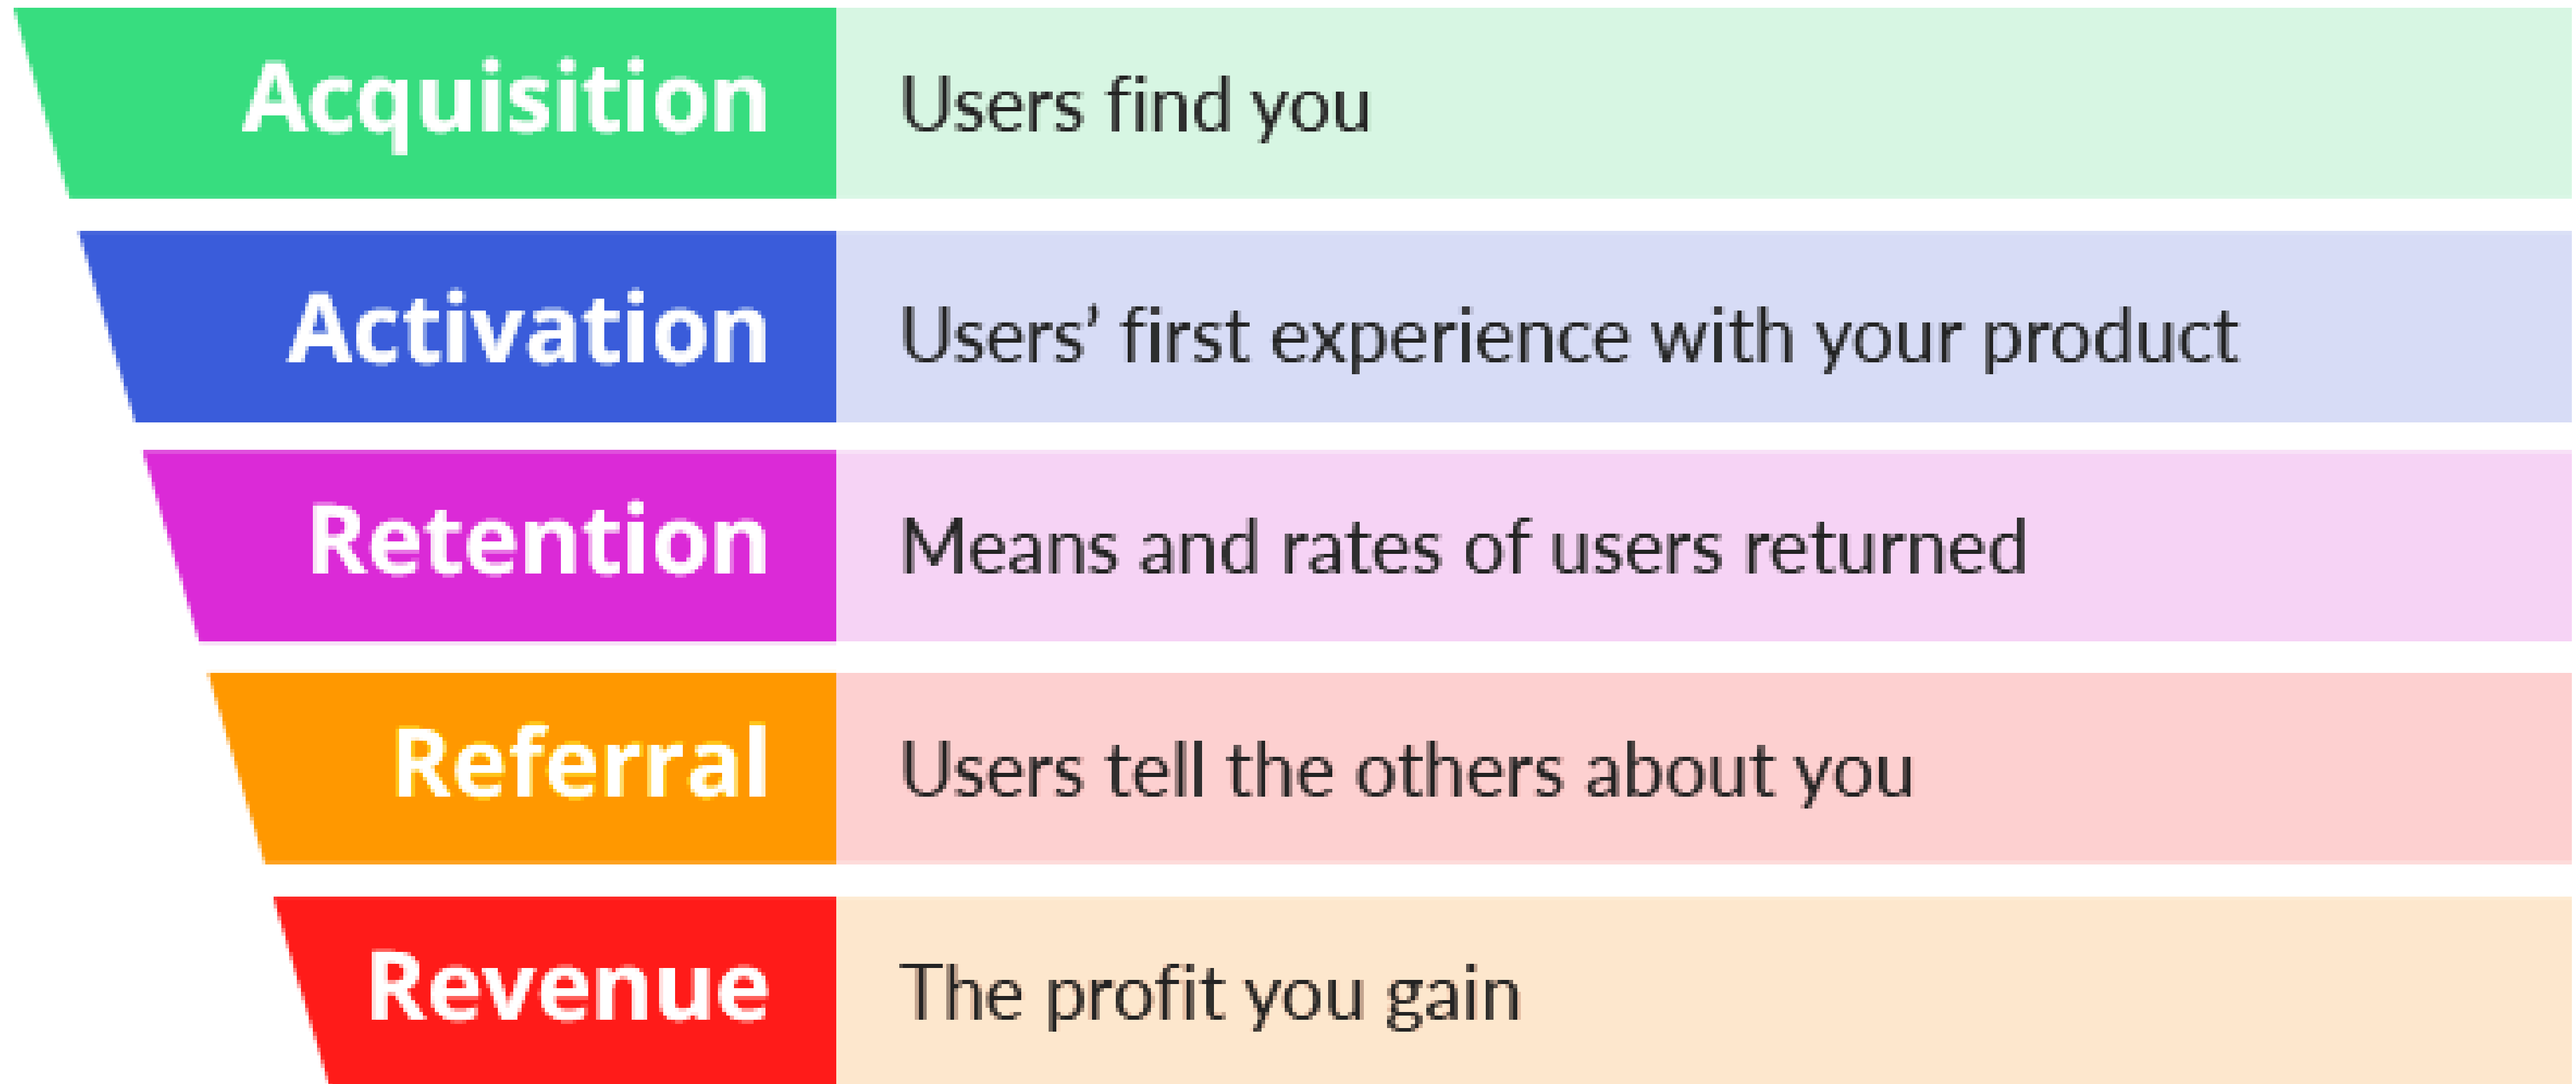 Acquisition
Users find you
Activation
Users’ first experience with your product
Retention
Means and rates of users returned
Referral
Users tell the others about you
Revenue
The profit you gain